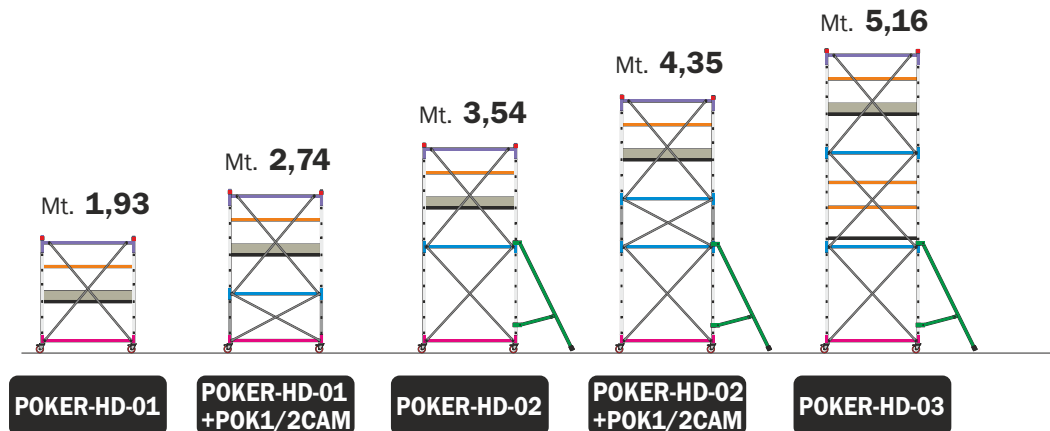 Mt. 1,93
Mt. 2,74
Mt. 3,54
Mt. 4,35
Mt. 5,16
POKER-HD-01
POKER-HD-01
+POK1/2CAM
POKER-HD-02
POKER-HD-02
+POK1/2CAM
POKER-HD-03